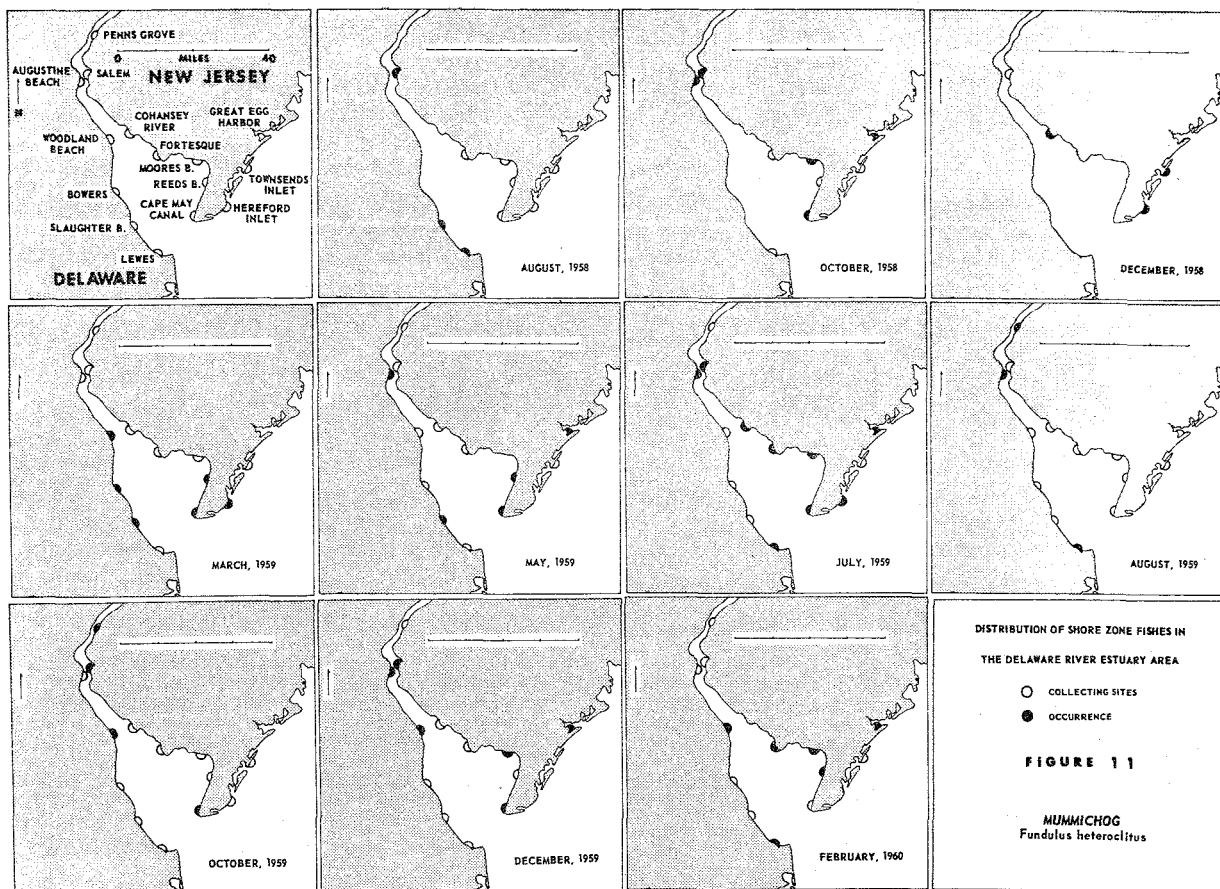 PENNS GROVE
0 MILES 40
AUGUSTINE
BEACH
SALEM
NEW JERSEY
COHANSEY
RIVER
GREAT EGG
HARBOR
WOODLAND
BEACH
FORTESQUE
MOORES B.
REEDS B.
TOWNSENDS
INLET
BOWERS
CAPE MAY
CANAL
HEREFORD
INLET
SLAUGHTER B.
LEWES
DELAWARE
AUGUST, 1958
OCTOBER, 1958
DECEMBER, 1958
MARCH, 1959
MAY, 1959
JULY, 1959
AUGUST, 1959
OCTOBER, 1959
DECEMBER, 1959
FEBRUARY, 1960
DISTRIBUTION OF SHORE ZONE FISHES IN
THE DELAWARE RIVER ESTUARY AREA
COLLECTING SITES
OCCURRENCE
FIGURE 11
MUMMICHOG
Fundulus heteroclitus